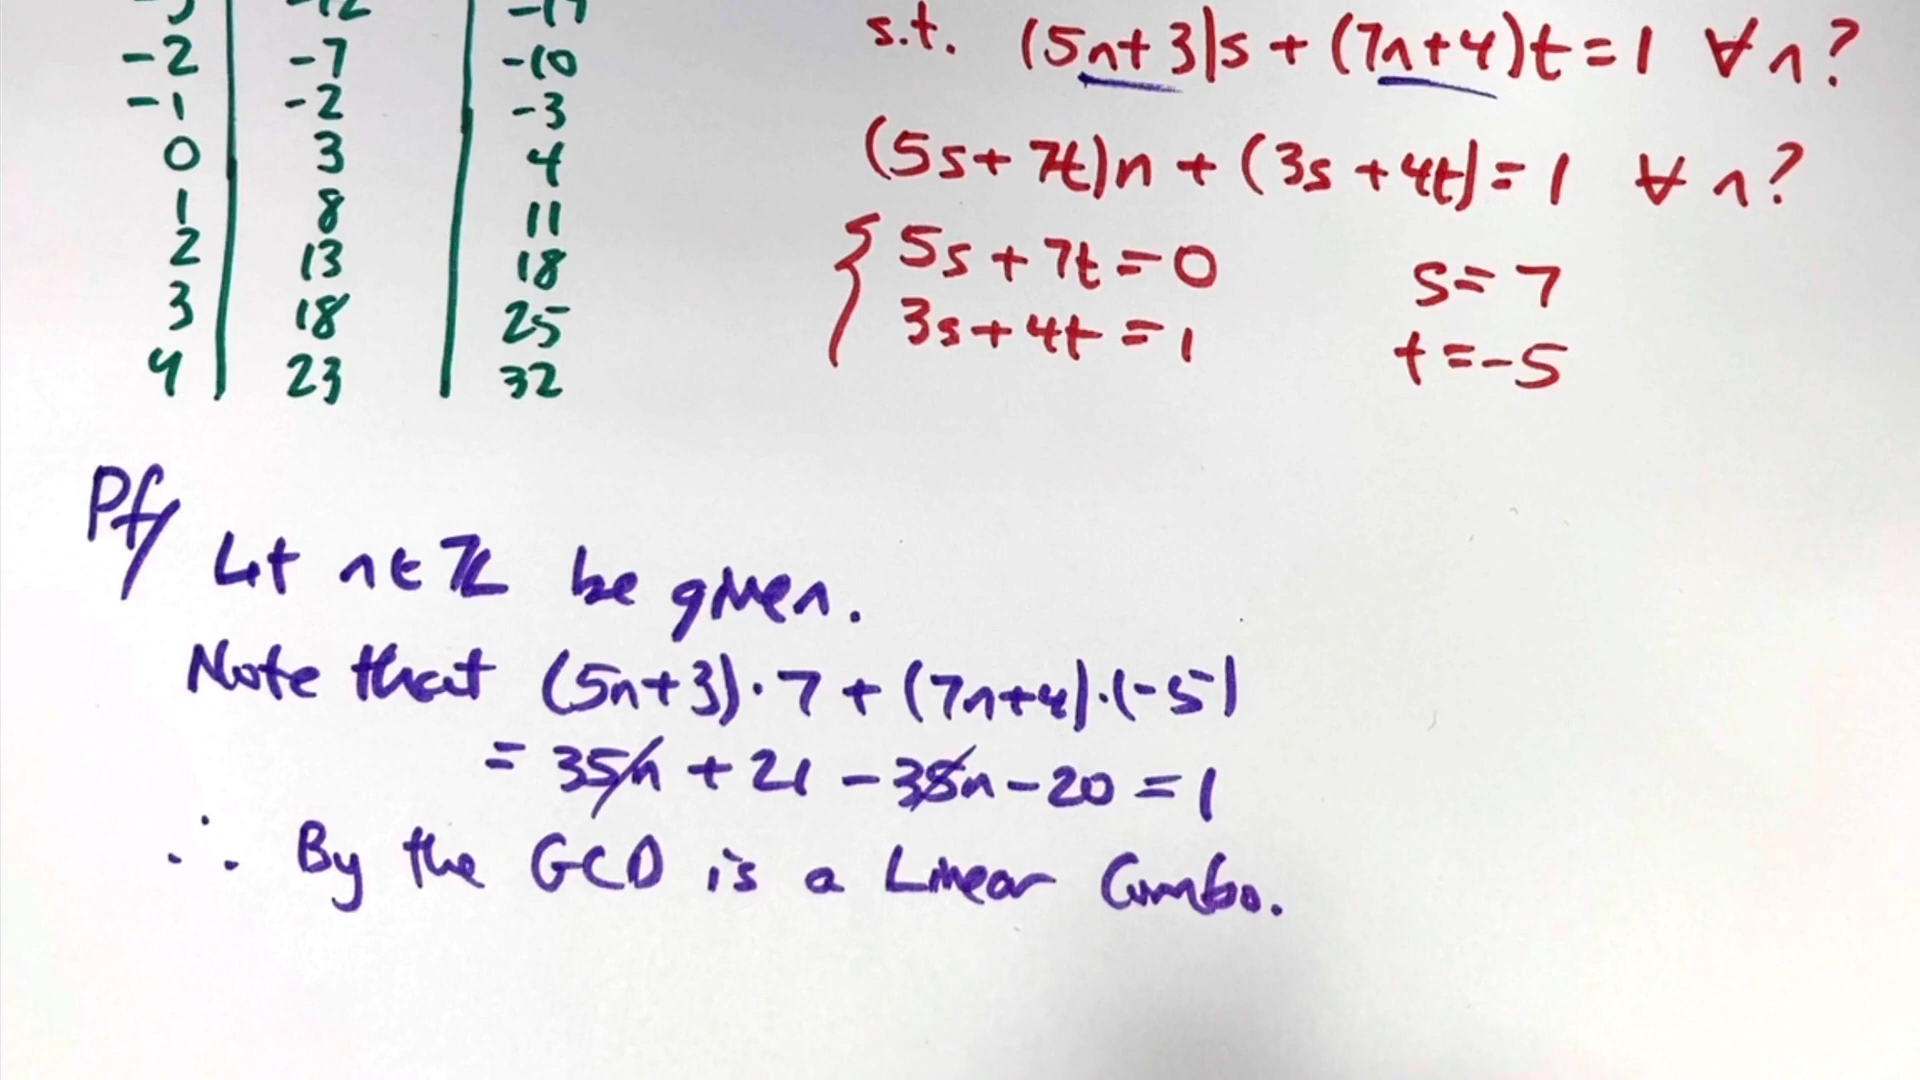 -3 | -12 | -17
-2 | -7 | -10
-1 | -2 | -3
0 | 3 | 4
1 | 8 | 11
2 | 13 | 18
3 | 18 | 25
4 | 23 | 32
s.t. (5n+3)s + (7n+4)t = 1 ∀ n?
(5s+7t)n + (3s+4t) = 1 ∀ n?
{ 5s+7t=0 s=7
3s+4t=1 t=-5
Pf/
Let n∈ℤ be given.
Note that (5n+3)·7 + (7n+4)·(-5)
= 35n + 21 - 35n - 20 = 1
∴ By the GCD is a Linear Combo.